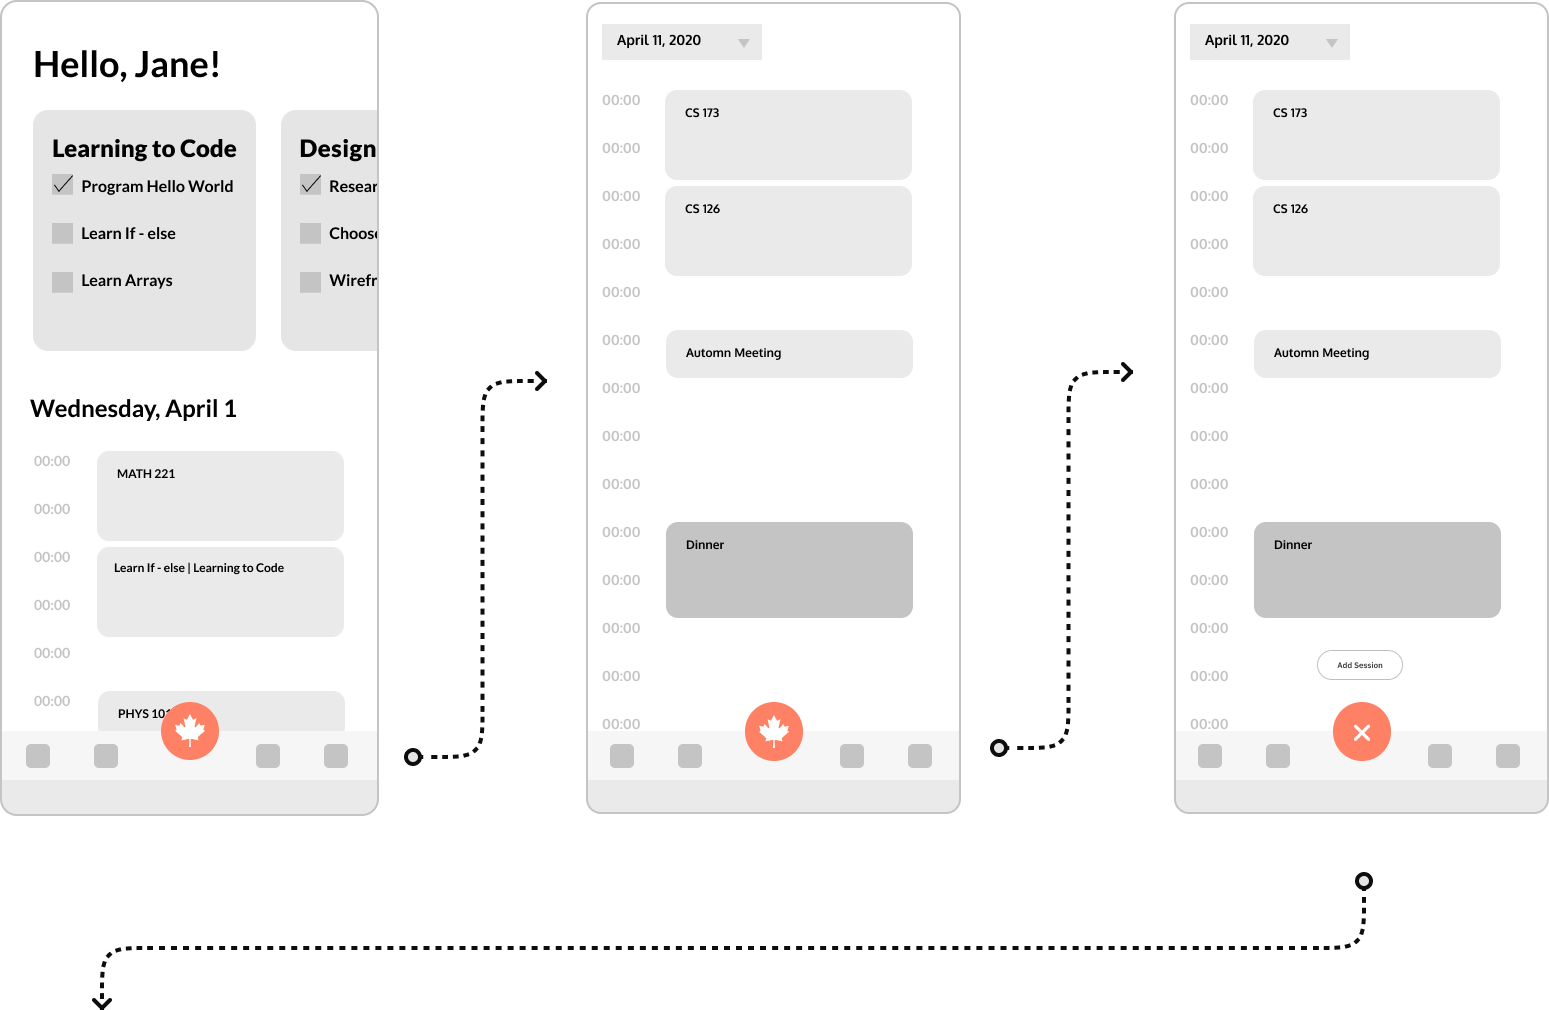 Hello, Jane!
Learning to Code
Program Hello World
Learn If - else
Learn Arrays
Design
Resear
Choose
Wirefr
Wednesday, April 1
00:00
MATH 221
00:00
00:00
Learn If - else | Learning to Code
00:00
00:00
00:00
PHYS 101
April 11, 2020
00:00
CS 173
00:00
00:00
CS 126
00:00
00:00
00:00
Automn Meeting
00:00
00:00
00:00
00:00
Dinner
00:00
00:00
00:00
00:00
April 11, 2020
00:00
CS 173
00:00
00:00
CS 126
00:00
00:00
00:00
Automn Meeting
00:00
00:00
00:00
00:00
Dinner
00:00
00:00
Add Session
00:00
00:00